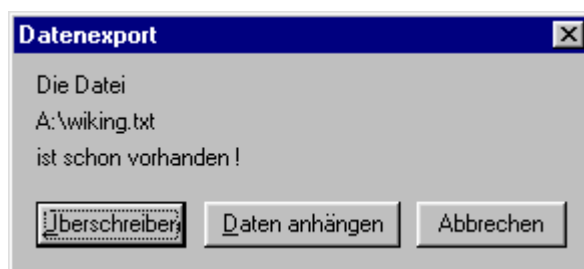 Datenexport
Die Datei
A:\wiking.txt
ist schon vorhanden !
Überschreiben Daten anhängen Abbrechen